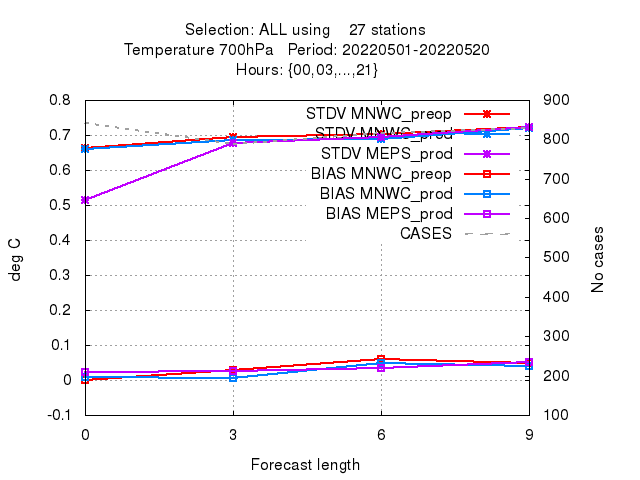 Selection: ALL using    27 stations
Temperature 700hPa   Period: 20220501-20220520
Hours: {00,03,...,21}
STDV MNWC_preop
STDV MNWC_prod
STDV MEPS_prod
BIAS MNWC_preop
BIAS MNWC_prod
BIAS MEPS_prod
CASES
deg C
0.8
0.7
0.6
0.5
0.4
0.3
0.2
0.1
0
-0.1
900
800
700
600
500
400
300
200
100
No cases
0 3 6 9
Forecast length